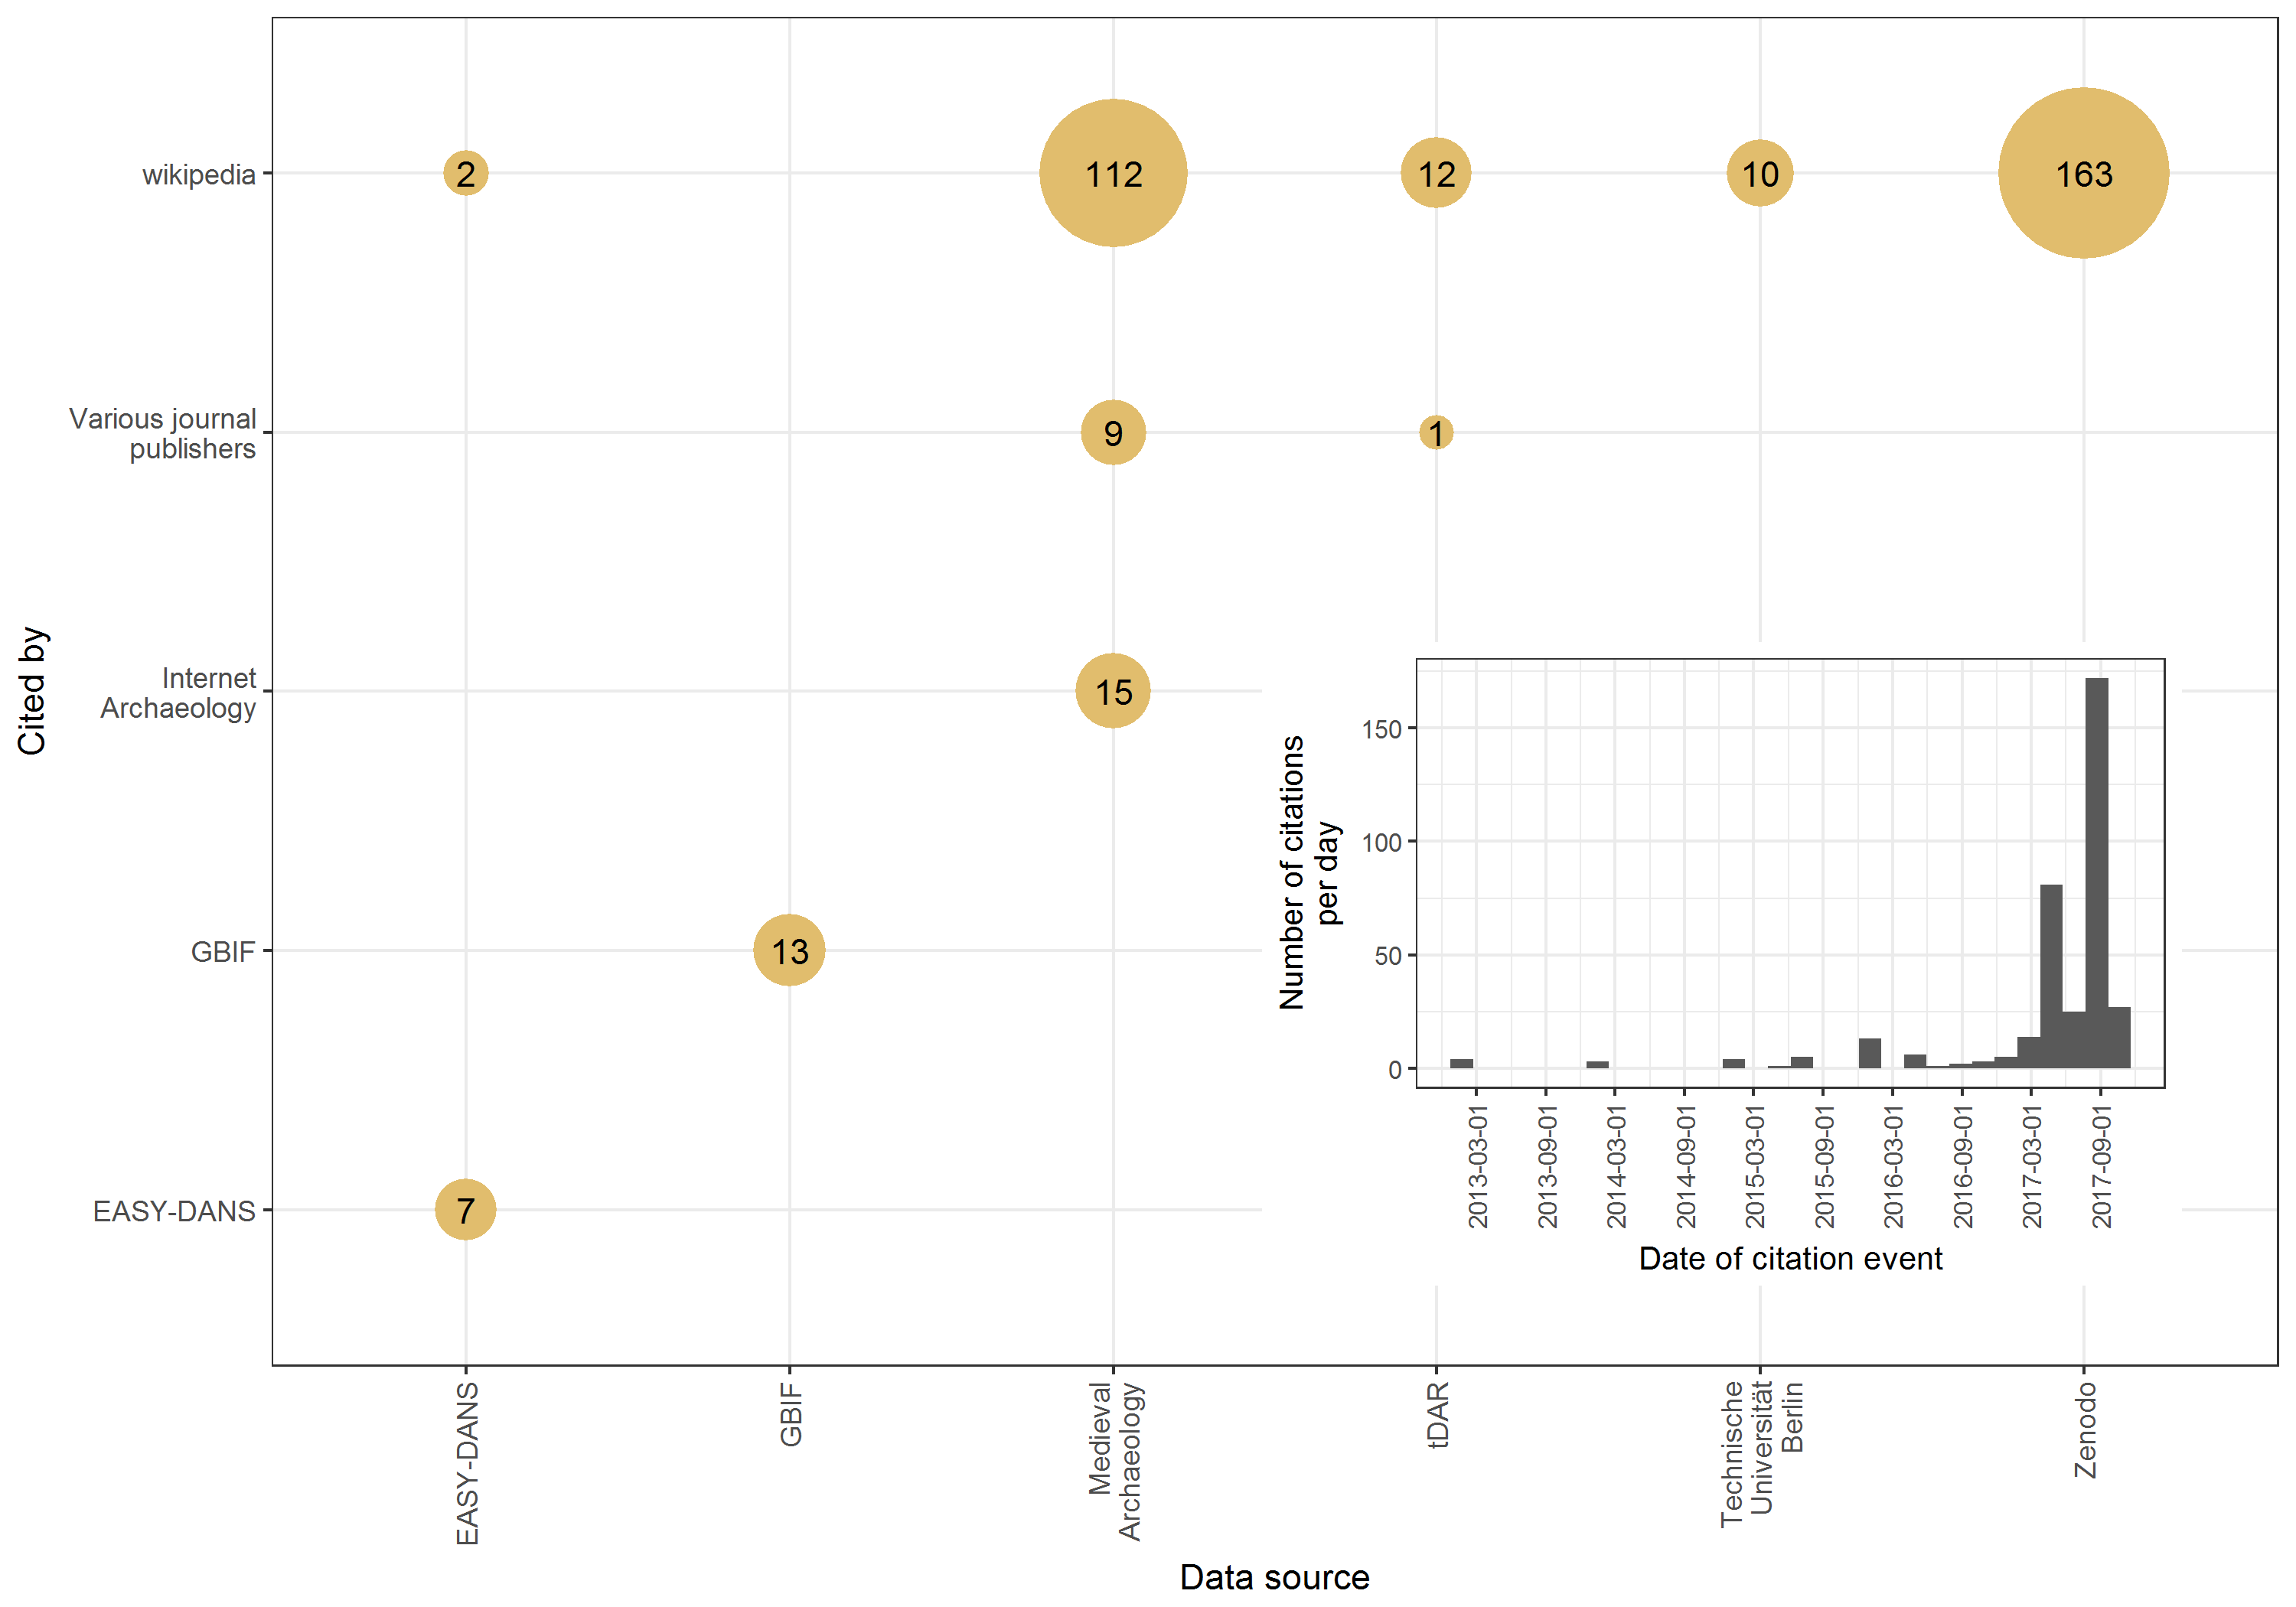 Cited by
wikipedia
2
112
12
10
163
Various journal
publishers
9
1
Internet
Archaeology
15
GBIF
13
EASY-DANS
7
Number of citations
per day
150
100
50
0
2013-03-01
2013-09-01
2014-03-01
2014-09-01
2015-03-01
2015-09-01
2016-03-01
2016-09-01
2017-03-01
2017-09-01
Date of citation event
EASY-DANS
GBIF
Medieval
Archaeology
tDAR
Technische
Universität
Berlin
Zenodo
Data source